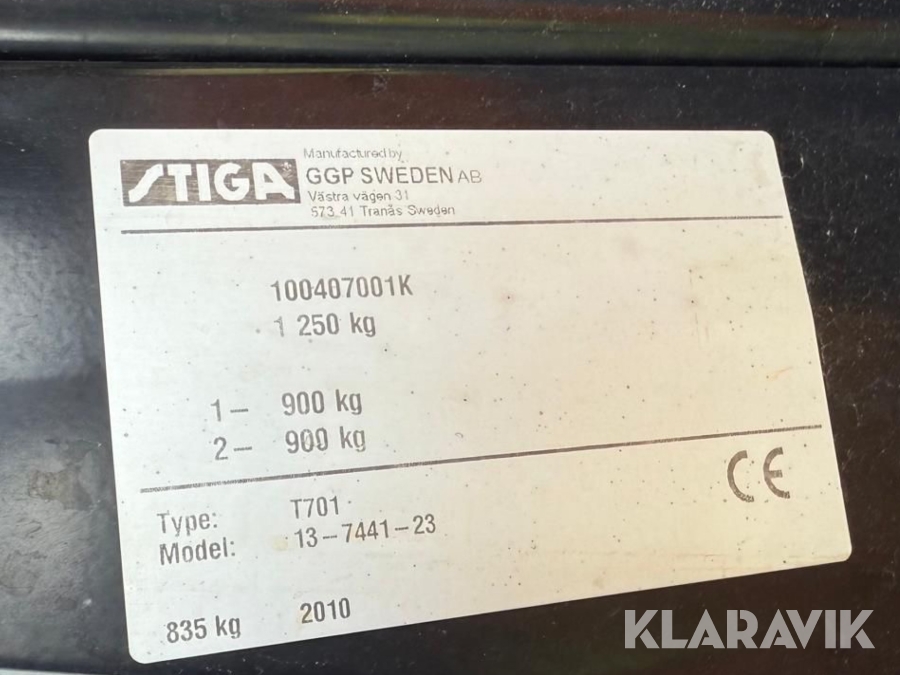 STIGA
Manufactured by
GGP SWEDEN AB
Västra vägen 31
573 41 Tranås Sweden
100407001K
1 250 kg
1- 900 kg
2- 900 kg
CE
Type: T701
Model: 13-7441-23
835 kg 2010
KLARAVIK